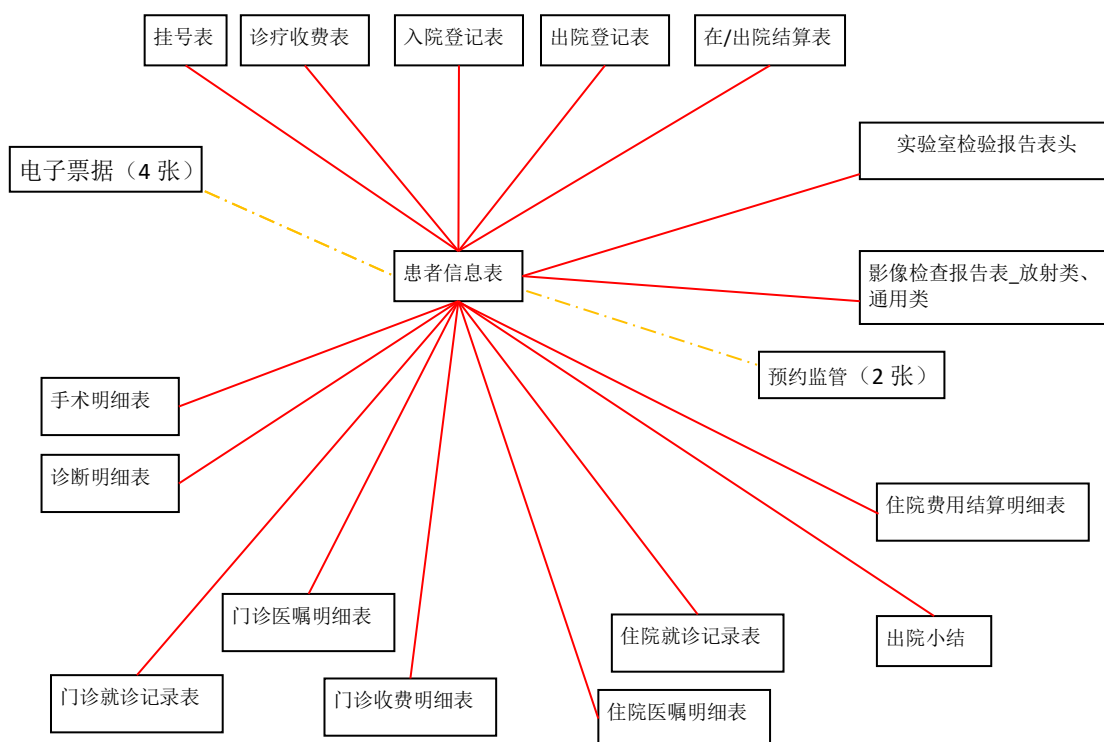 挂号表
诊疗收费表
入院登记表
出院登记表
在/出院结算表
实验室检验报告表头
电子票据（4 张）
患者信息表
影像检查报告表_放射类、
通用类
预约监管（2 张）
手术明细表
诊断明细表
住院费用结算明细表
门诊医嘱明细表
住院就诊记录表
出院小结
门诊就诊记录表
门诊收费明细表
住院医嘱明细表